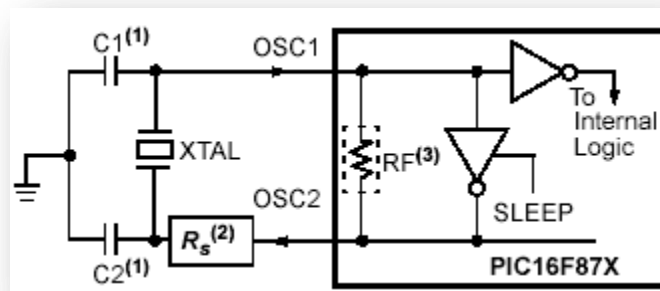 C1(1)
OSC1
To
Internal
Logic
XTAL
RF(3)
OSC2
SLEEP
Rs(2)
C2(1)
PIC16F87X